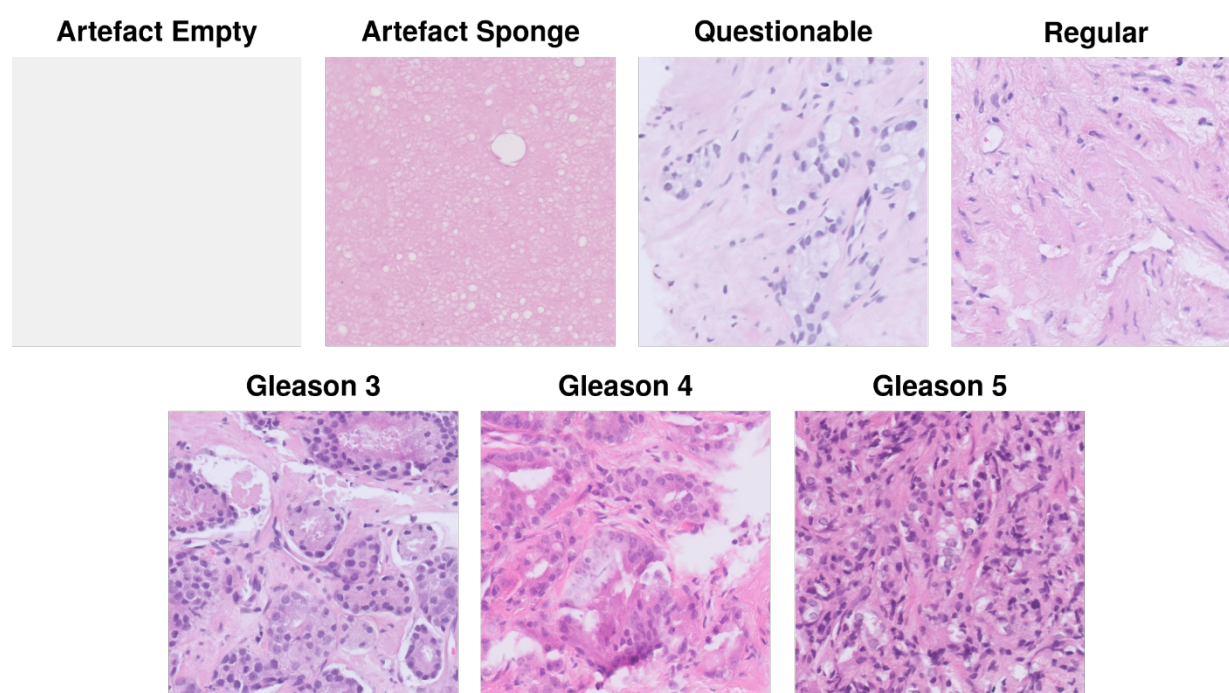 Artefact Empty
Artefact Sponge
Questionable
Regular
Gleason 3
Gleason 4
Gleason 5